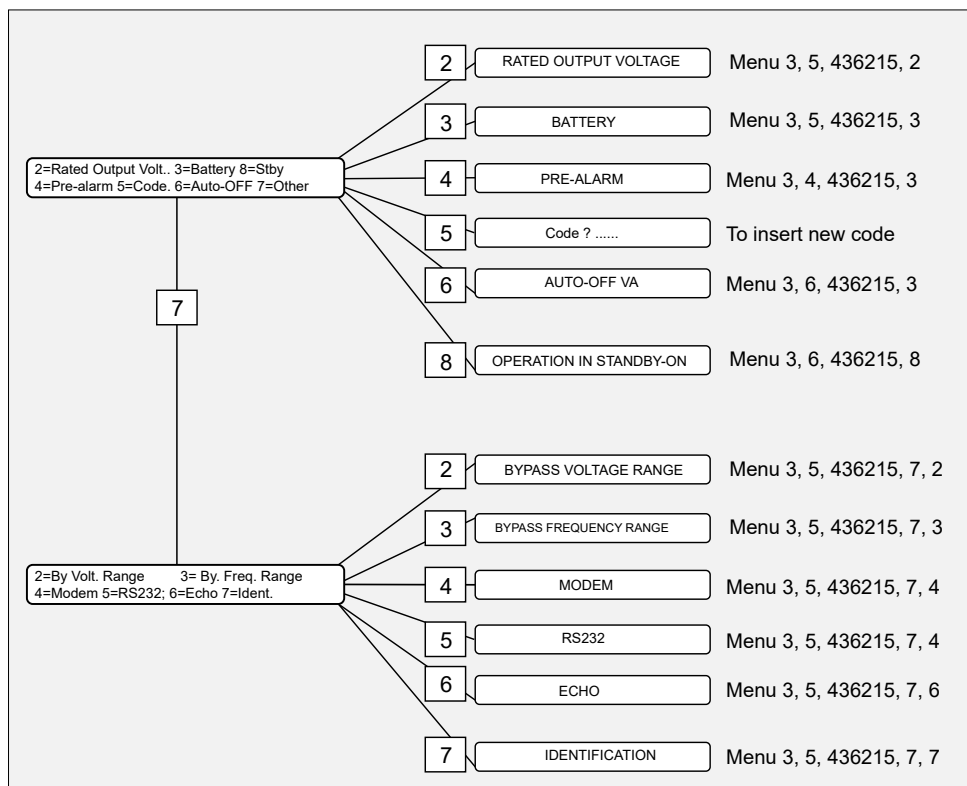 2 RATED OUTPUT VOLTAGE Menu 3, 5, 436215, 2
3 BATTERY Menu 3, 5, 436215, 3
2=Rated Output Volt.. 3=Battery 8=Stby
4=Pre-alarm 5=Code. 6=Auto-OFF 7=Other
4 PRE-ALARM Menu 3, 4, 436215, 3
5 Code ? ...... To insert new code
6 AUTO-OFF VA Menu 3, 6, 436215, 3
7
8 OPERATION IN STANDBY-ON Menu 3, 6, 436215, 8
2 BYPASS VOLTAGE RANGE Menu 3, 5, 436215, 7, 2
3 BYPASS FREQUENCY RANGE Menu 3, 5, 436215, 7, 3
2=By Volt. Range 3= By. Freq. Range
4=Modem 5=RS232; 6=Echo 7=Ident.
4 MODEM Menu 3, 5, 436215, 7, 4
5 RS232 Menu 3, 5, 436215, 7, 4
6 ECHO Menu 3, 5, 436215, 7, 6
7 IDENTIFICATION Menu 3, 5, 436215, 7, 7